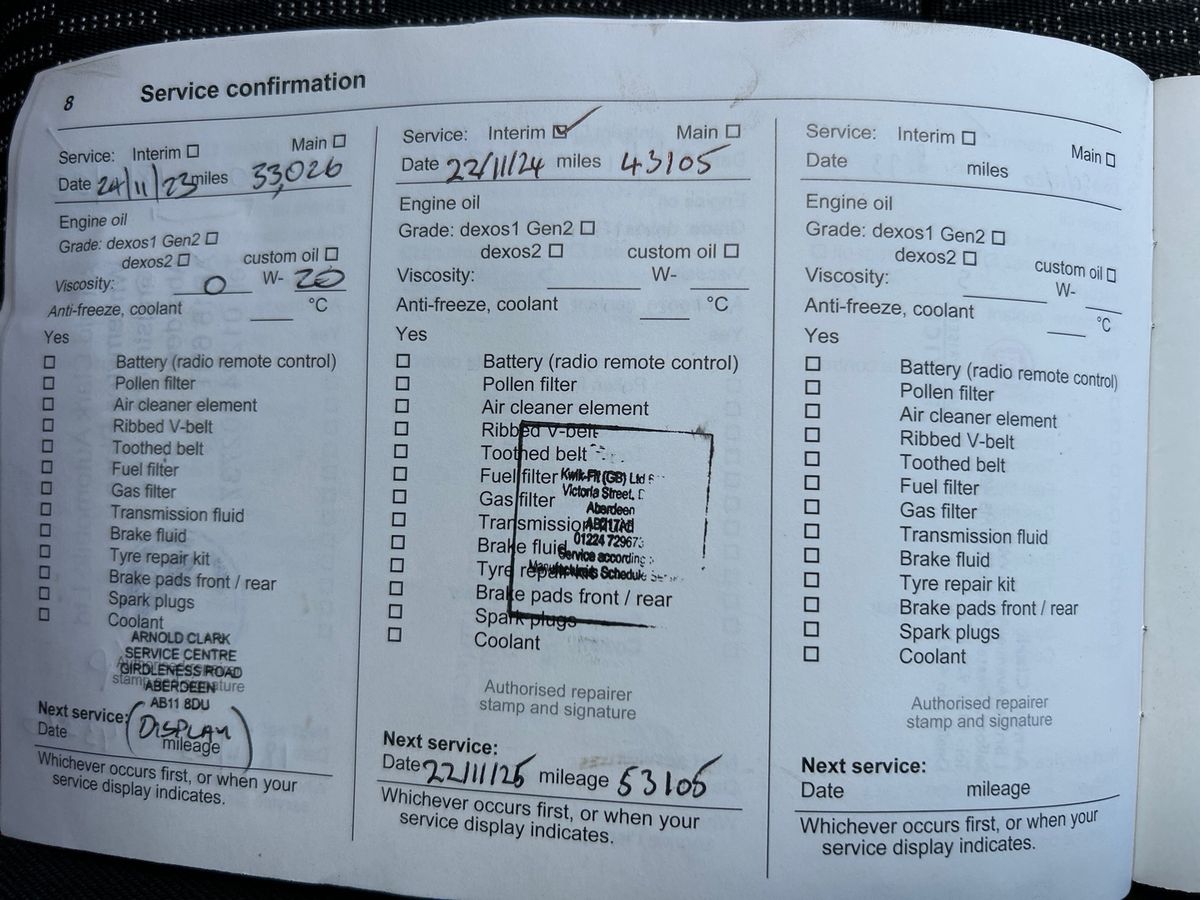 8 Service confirmation
Service: Interim ☐ Main ☐
Date 24/11/23 miles 33,026
Engine oil
Grade: dexos1 Gen2 ☐
dexos2 ☐ custom oil ☐
Viscosity: 0 W- 20
Anti-freeze, coolant ____ °C
Yes
☐ Battery (radio remote control)
☐ Pollen filter
☐ Air cleaner element
☐ Ribbed V-belt
☐ Toothed belt
☐ Fuel filter
☐ Gas filter
☐ Transmission fluid
☐ Brake fluid
☐ Tyre repair kit
☐ Brake pads front / rear
☐ Spark plugs
☐ Coolant
ARNOLD CLARK
SERVICE CENTRE
GIRDLENESS ROAD
ABERDEEN
stamp and signature
AB11 8DU
Next service: (DISPLAY)
Date mileage
Whichever occurs first, or when your
service display indicates.
Service: Interim ☑ Main ☐
Date 22/11/24 miles 43105
Engine oil
Grade: dexos1 Gen2 ☐
dexos2 ☐ custom oil ☐
Viscosity: ____ W-
Anti-freeze, coolant ____ °C
Yes
☐ Battery (radio remote control)
☐ Pollen filter
☐ Air cleaner element
☐ Ribbed V-belt
☐ Toothed belt
☐ Fuel filter
☐ Gas filter
☐ Transmission fluid
☐ Brake fluid
☐ Tyre repair kit
☐ Brake pads front / rear
☐ Spark plugs
☐ Coolant
Kwik-Fit (GB) Ltd
Victoria Street,
Aberdeen
01224 72967
Service according
Schedule
Authorised repairer
stamp and signature
Next service:
Date 22/11/25 mileage 53105
Whichever occurs first, or when your
service display indicates.
Service: Interim ☐ Main ☐
Date miles
Engine oil
Grade: dexos1 Gen2 ☐
dexos2 ☐ custom oil ☐
Viscosity: ____ W-
Anti-freeze, coolant ____ °C
Yes
☐ Battery (radio remote control)
☐ Pollen filter
☐ Air cleaner element
☐ Ribbed V-belt
☐ Toothed belt
☐ Fuel filter
☐ Gas filter
☐ Transmission fluid
☐ Brake fluid
☐ Tyre repair kit
☐ Brake pads front / rear
☐ Spark plugs
☐ Coolant
Authorised repairer
stamp and signature
Next service:
Date mileage
Whichever occurs first, or when your
service display indicates.